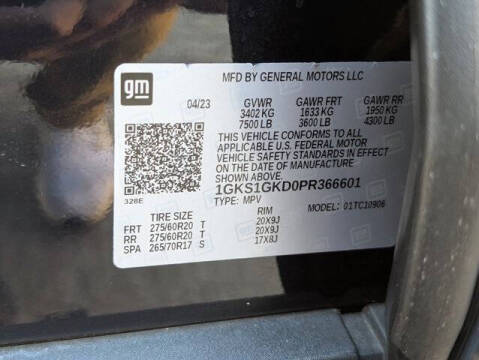 gm
MFD BY GENERAL MOTORS LLC
04/23 GVWR GAWR FRT GAWR RR
3402 KG 1633 KG 1950 KG
7500 LB 3600 LB 4300 LB
THIS VEHICLE CONFORMS TO ALL
APPLICABLE U.S. FEDERAL MOTOR
VEHICLE SAFETY STANDARDS IN EFFECT
ON THE DATE OF MANUFACTURE
SHOWN ABOVE.
1GKS1GKD0PR366601
TYPE: MPV MODEL: 01TC10906
328E
TIRE SIZE RIM
FRT 275/60R20 T 20X9J
RR 275/60R20 T 20X9J
SPA 265/70R17 S 17X8J